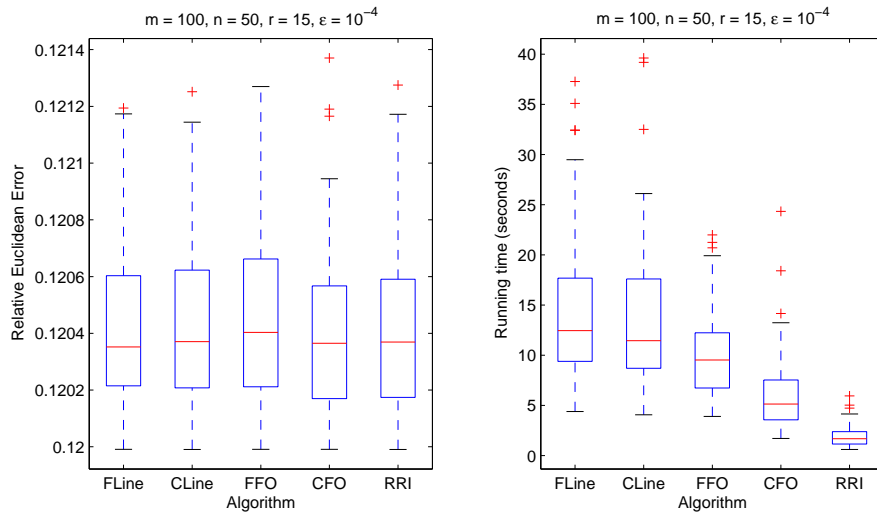 m = 100, n = 50, r = 15, ε = 10⁻⁴
0.1214
0.1212
0.121
0.1208
0.1206
0.1204
0.1202
0.12
Relative Euclidean Error
FLine CLine FFO CFO RRI
Algorithm
m = 100, n = 50, r = 15, ε = 10⁻⁴
40
35
30
25
20
15
10
5
0
Running time (seconds)
FLine CLine FFO CFO RRI
Algorithm